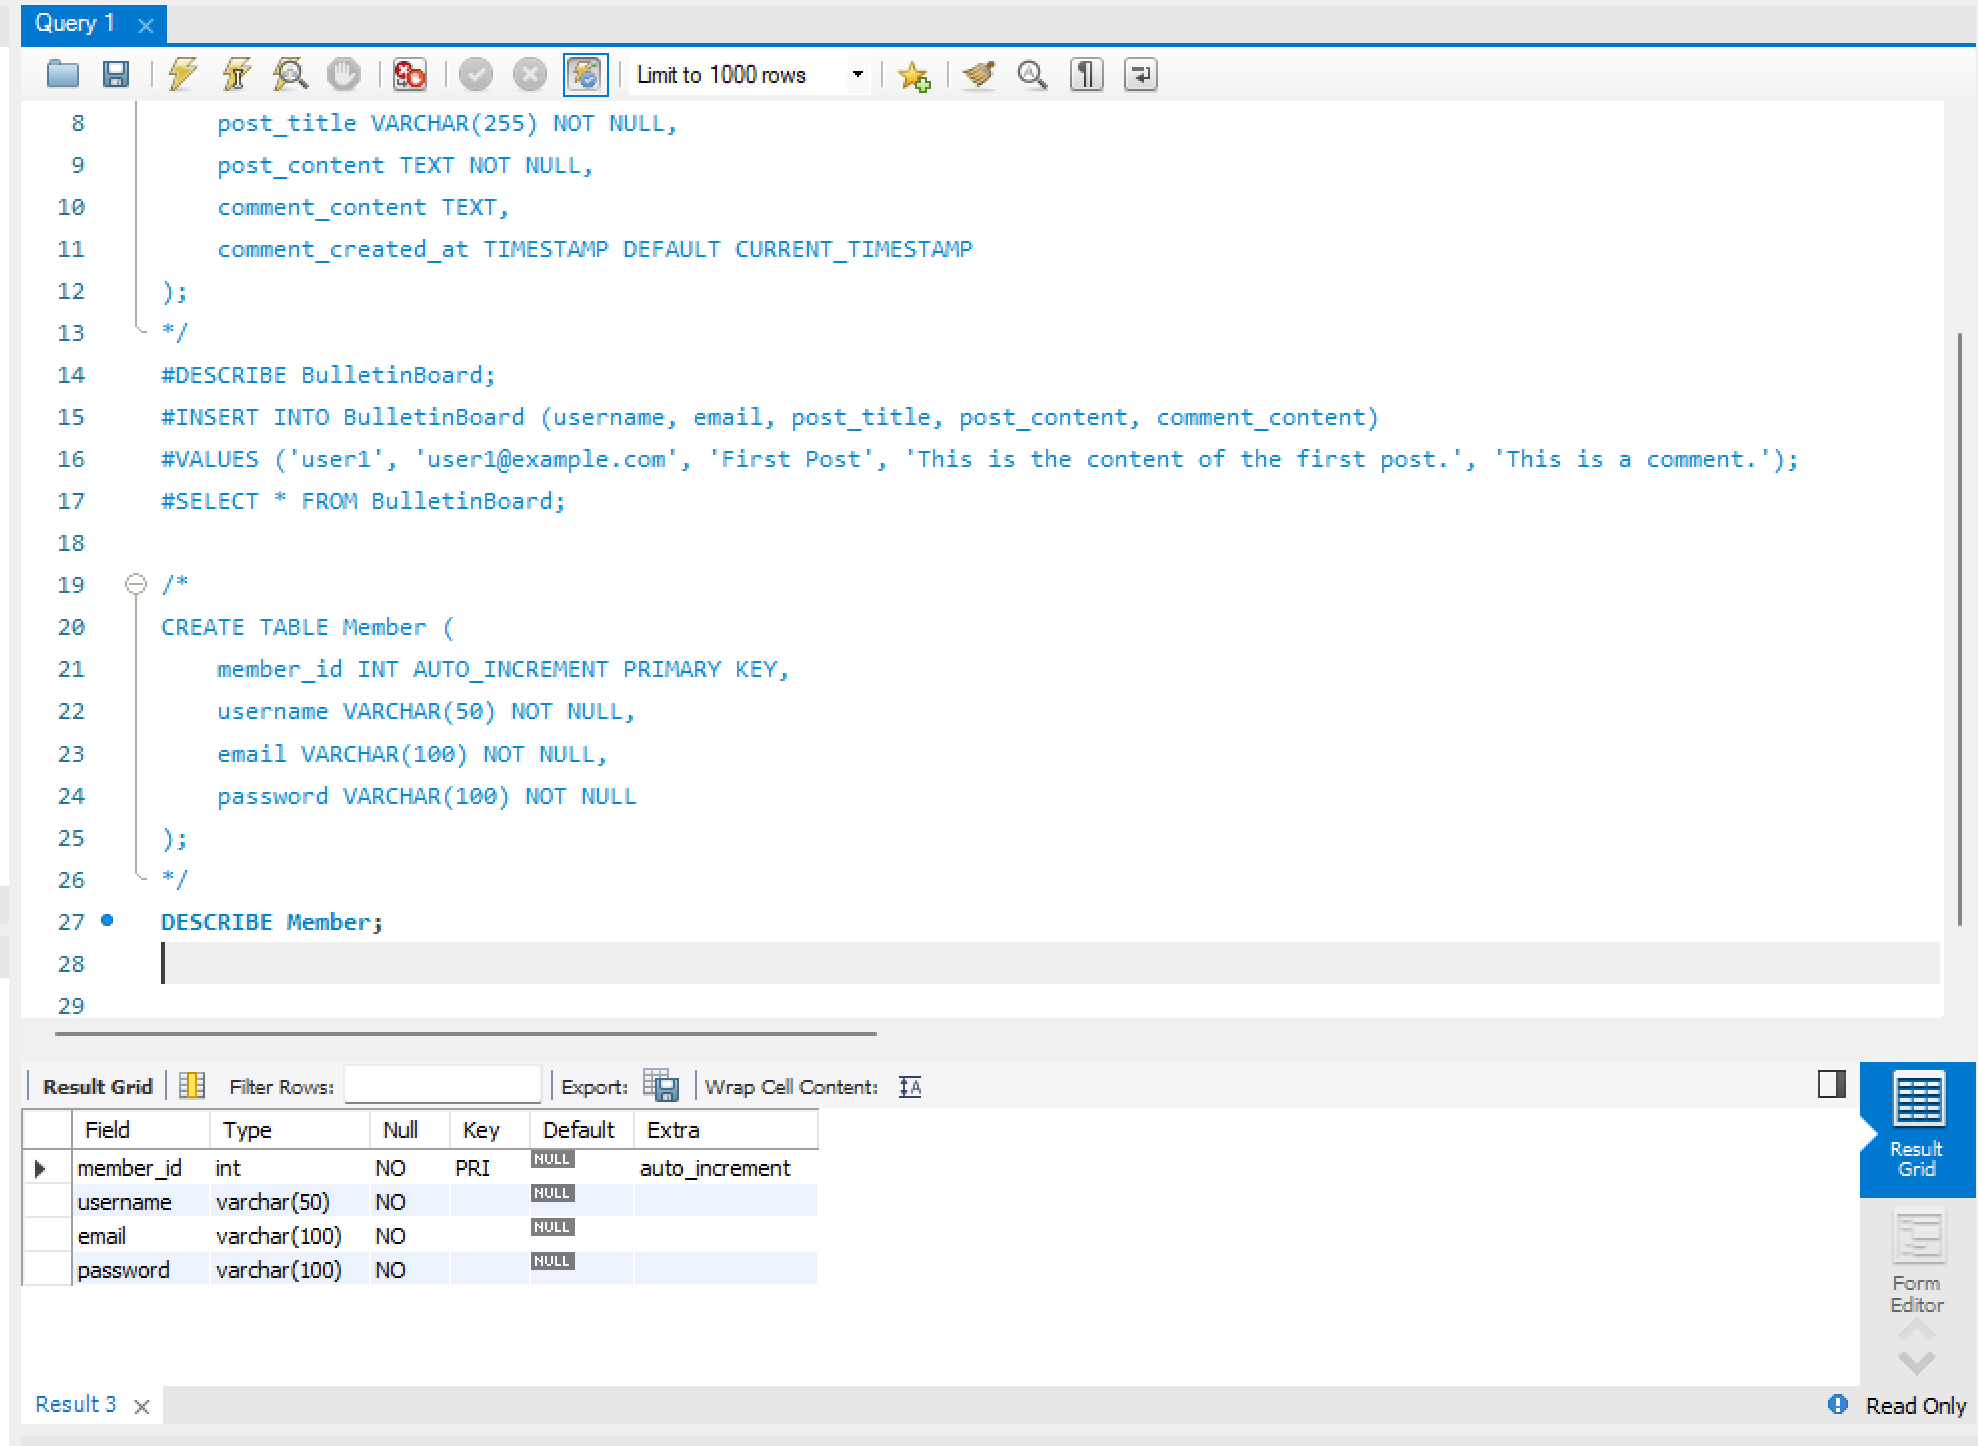 Query 1
Limit to 1000 rows
8 post_title VARCHAR(255) NOT NULL,
9 post_content TEXT NOT NULL,
10 comment_content TEXT,
11 comment_created_at TIMESTAMP DEFAULT CURRENT_TIMESTAMP
12 );
13 */
14 #DESCRIBE BulletinBoard;
15 #INSERT INTO BulletinBoard (username, email, post_title, post_content, comment_content)
16 #VALUES ('user1', 'user1@example.com', 'First Post', 'This is the content of the first post.', 'This is a comment.');
17 #SELECT * FROM BulletinBoard;
18
19 /*
20 CREATE TABLE Member (
21 member_id INT AUTO_INCREMENT PRIMARY KEY,
22 username VARCHAR(50) NOT NULL,
23 email VARCHAR(100) NOT NULL,
24 password VARCHAR(100) NOT NULL
25 );
26 */
27 DESCRIBE Member;
28
29
Result Grid Filter Rows: Export: Wrap Cell Content:
Field Type Null Key Default Extra
member_id int NO PRI NULL auto_increment
username varchar(50) NO NULL
email varchar(100) NO NULL
password varchar(100) NO NULL
Result
Grid
Form
Editor
Result 3
Read Only